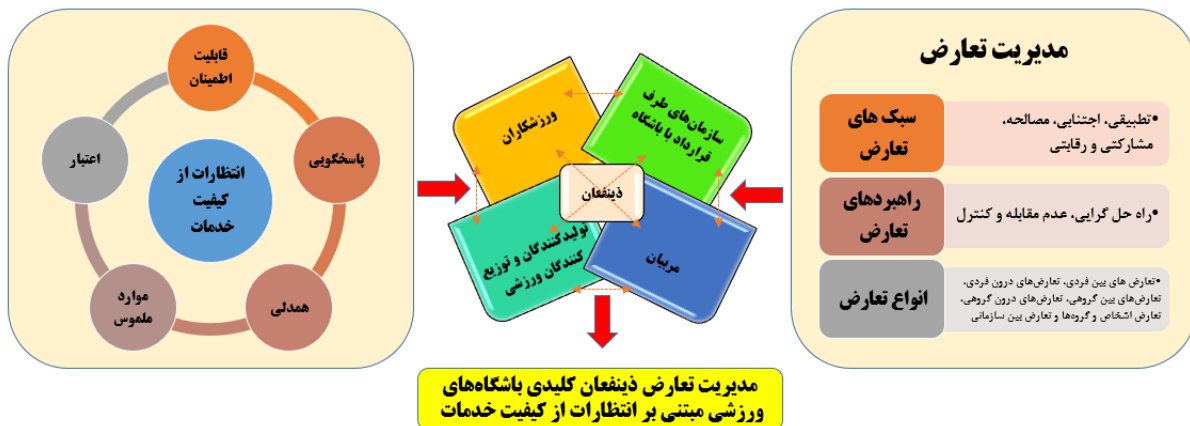 مدیریت تعارض
سبک های
تعارض
•تطبیقی، اجتنابی، مصالحه،
مشارکتی و رقابتی
راهبردهای
تعارض
•راه حل گرایی، عدم مقابله و کنترل
انواع تعارض
•تعارض های بین فردی، تعارض‌های درون فردی،
تعارض‌های بین گروهی، تعارض‌های درون گروهی،
تعارض اشخاص و گروه‌ها و تعارض بین سازمانی
سازمان‌های طرف
قرارداد با باشگاه
ورزشکاران
ذینفعان
مربیان
تولیدکنندگان و توزیع
کنندگان ورزشی
قابلیت
اطمینان
پاسخگویی
همدلی
موارد
ملموس
اعتبار
انتظارات از
کیفیت
خدمات
مدیریت تعارض ذینفعان کلیدی باشگاه‌های
ورزشی مبتنی بر انتظارات از کیفیت خدمات